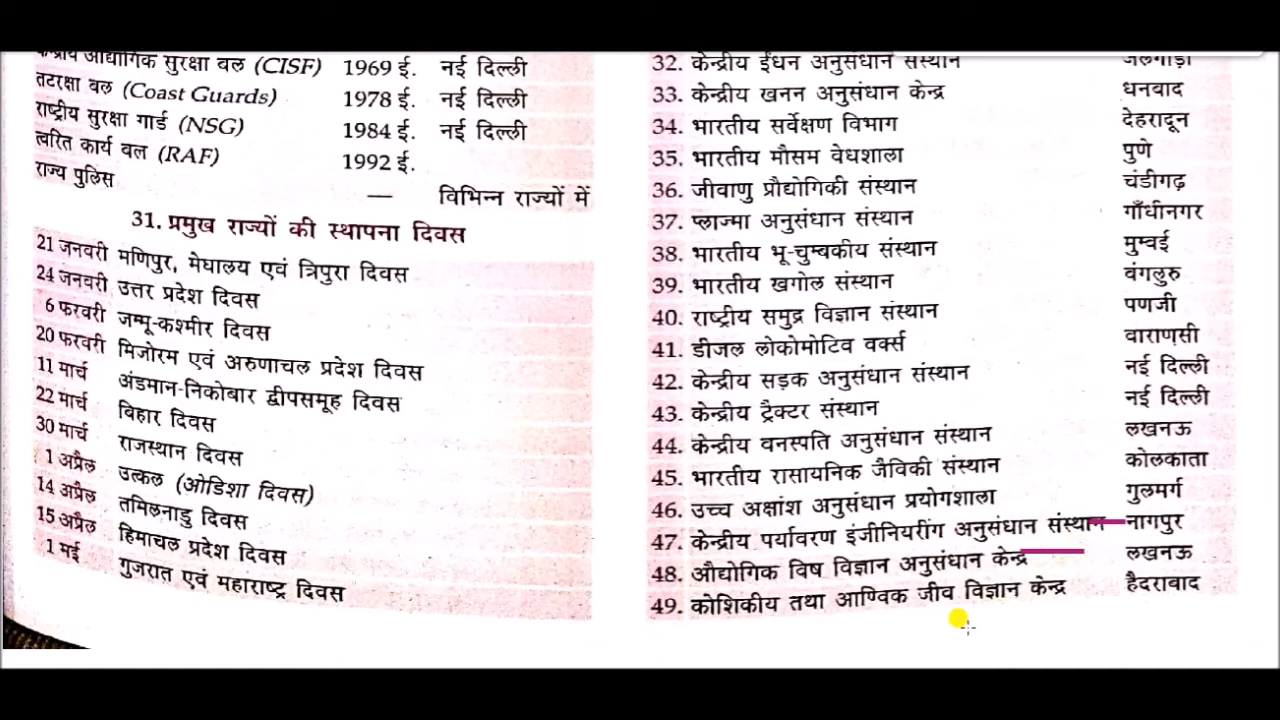 केन्द्रीय औद्योगिक सुरक्षा बल (CISF) 1969 ई. नई दिल्ली
तटरक्षा बल (Coast Guards) 1978 ई. नई दिल्ली
राष्ट्रीय सुरक्षा गार्ड (NSG) 1984 ई. नई दिल्ली
त्वरित कार्य बल (RAF) 1992 ई.
राज्य पुलिस — विभिन्न राज्यों में
31. प्रमुख राज्यों की स्थापना दिवस
21 जनवरी मणिपुर, मेघालय एवं त्रिपुरा दिवस
24 जनवरी उत्तर प्रदेश दिवस
6 फरवरी जम्मू-कश्मीर दिवस
20 फरवरी मिजोरम एवं अरुणाचल प्रदेश दिवस
11 मार्च अंडमान-निकोबार द्वीपसमूह दिवस
22 मार्च बिहार दिवस
30 मार्च राजस्थान दिवस
1 अप्रैल उत्कल (ओडिशा दिवस)
14 अप्रैल तमिलनाडु दिवस
15 अप्रैल हिमाचल प्रदेश दिवस
1 मई गुजरात एवं महाराष्ट्र दिवस
32. केन्द्रीय ईंधन अनुसंधान संस्थान जलगोड़ा
33. केन्द्रीय खनन अनुसंधान केन्द्र धनबाद
34. भारतीय सर्वेक्षण विभाग देहरादून
35. भारतीय मौसम वेधशाला पुणे
36. जीवाणु प्रौद्योगिकी संस्थान चंडीगढ़
37. प्लाज्मा अनुसंधान संस्थान गाँधीनगर
38. भारतीय भू-चुम्बकीय संस्थान मुम्बई
39. भारतीय खगोल संस्थान बंगलुरु
40. राष्ट्रीय समुद्र विज्ञान संस्थान पणजी
41. डीजल लोकोमोटिव वर्क्स वाराणसी
42. केन्द्रीय सड़क अनुसंधान संस्थान नई दिल्ली
43. केन्द्रीय ट्रैक्टर संस्थान नई दिल्ली
44. केन्द्रीय वनस्पति अनुसंधान संस्थान लखनऊ
45. भारतीय रासायनिक जैविकी संस्थान कोलकाता
46. उच्च अक्षांश अनुसंधान प्रयोगशाला गुलमर्ग
47. केन्द्रीय पर्यावरण इंजीनियरींग अनुसंधान संस्थान नागपुर
48. औद्योगिक विष विज्ञान अनुसंधान केन्द्र लखनऊ
49. कोशिकीय तथा आण्विक जीव विज्ञान केन्द्र हैदराबाद